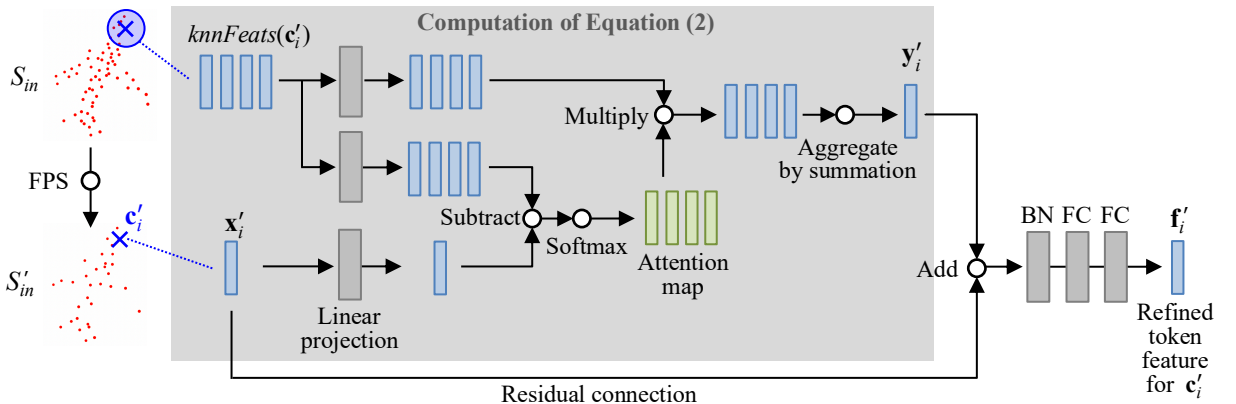 Computation of Equation (2)
knnFeats(c′ᵢ)
y′ᵢ
Sᵢₙ
Multiply
Aggregate
by summation
FPS
c′ᵢ
x′ᵢ
Subtract
Softmax
BN FC FC
f′ᵢ
S′ᵢₙ
Attention
map
Add
Linear
projection
Refined
token
feature
for c′ᵢ
Residual connection